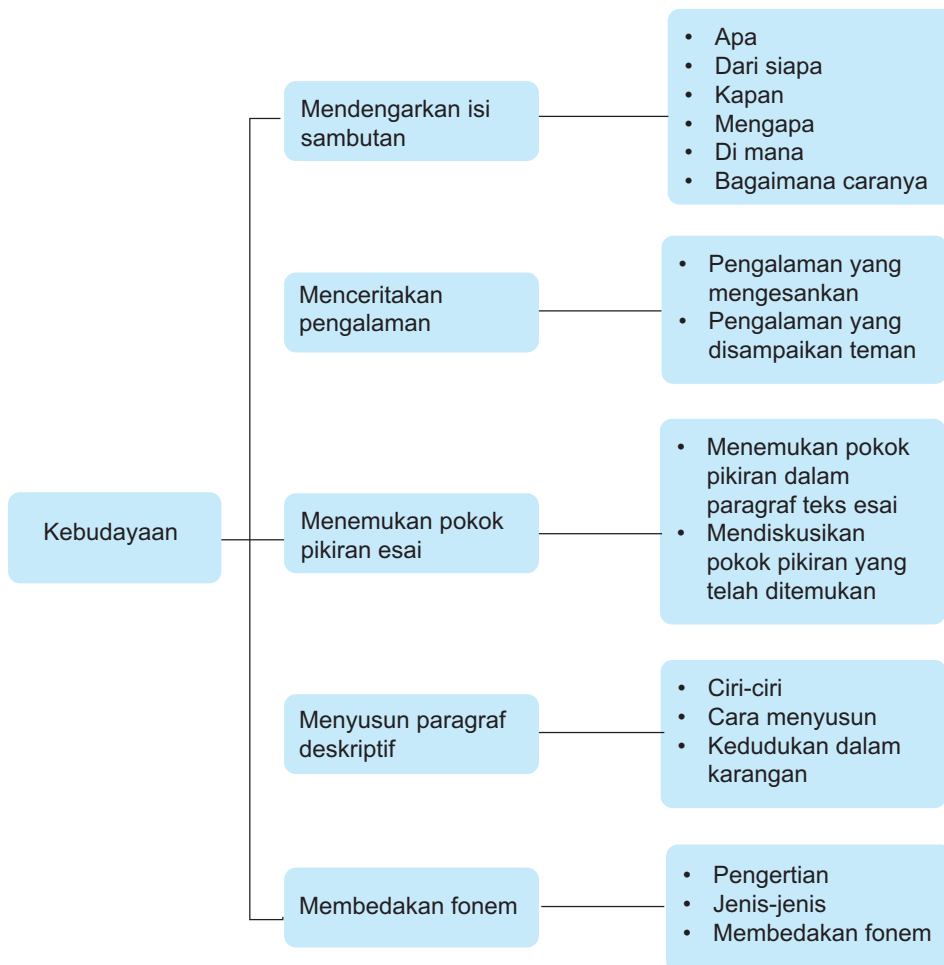 Kebudayaan
Mendengarkan isi
sambutan
• Apa
• Dari siapa
• Kapan
• Mengapa
• Di mana
• Bagaimana caranya
Menceritakan
pengalaman
• Pengalaman yang
mengesankan
• Pengalaman yang
disampaikan teman
Menemukan pokok
pikiran esai
• Menemukan pokok
pikiran dalam
paragraf teks esai
• Mendiskusikan
pokok pikiran yang
telah ditemukan
Menyusun paragraf
deskriptif
• Ciri-ciri
• Cara menyusun
• Kedudukan dalam
karangan
Membedakan fonem
• Pengertian
• Jenis-jenis
• Membedakan fonem